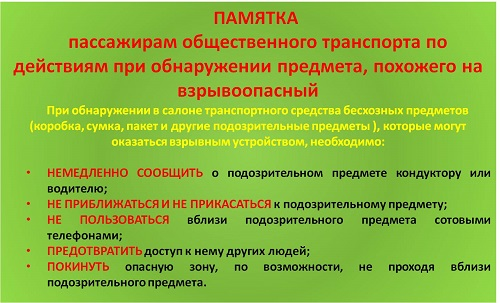 ПАМЯТКА
пассажирам общественного транспорта по
действиям при обнаружении предмета, похожего на
взрывоопасный
При обнаружении в салоне транспортного средства бесхозных предметов
(коробка, сумка, пакет и другие подозрительные предметы ), которые могут
оказаться взрывным устройством, необходимо:
• НЕМЕДЛЕННО СООБЩИТЬ о подозрительном предмете кондуктору или
водителю;
• НЕ ПРИБЛИЖАТЬСЯ И НЕ ПРИКАСАТЬСЯ к подозрительному предмету;
• НЕ ПОЛЬЗОВАТЬСЯ вблизи подозрительного предмета сотовыми
телефонами;
• ПРЕДОТВРАТИТЬ доступ к нему других людей;
• ПОКИНУТЬ опасную зону, по возможности, не проходя вблизи
подозрительного предмета.